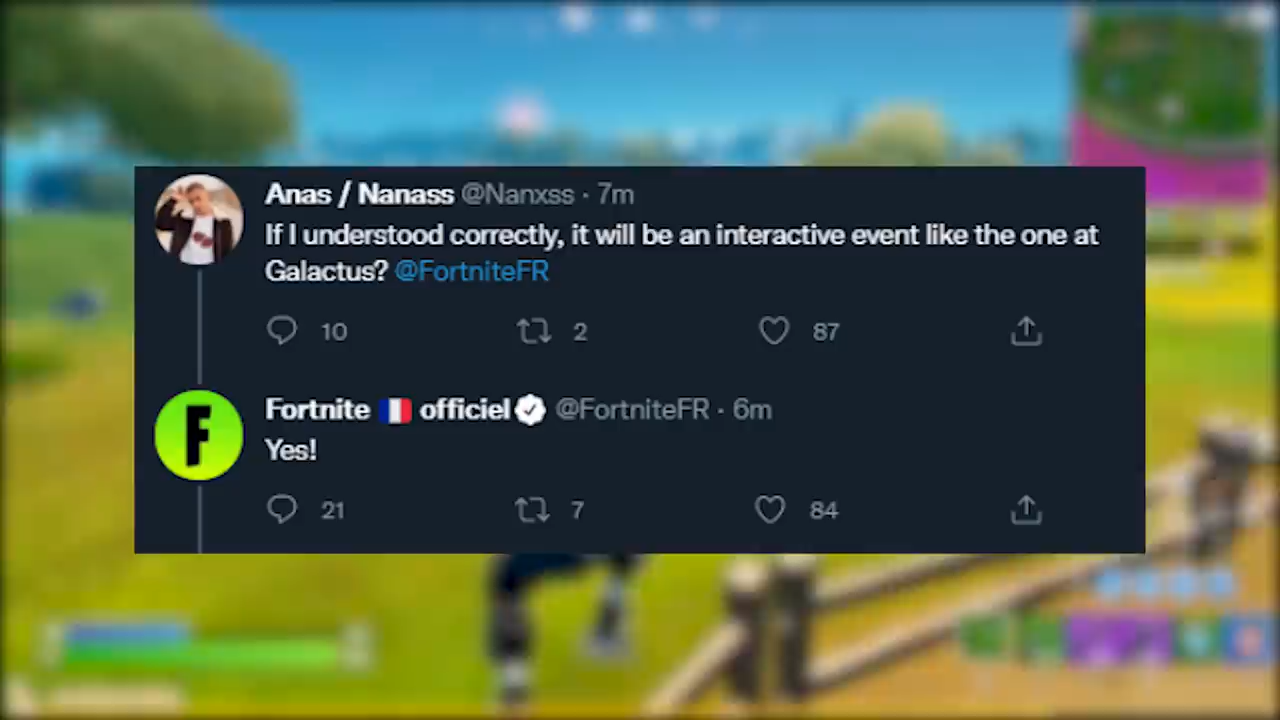 Anas / Nanass @Nanxss · 7m
If I understood correctly, it will be an interactive event like the one at
Galactus? @FortniteFR
10 2 87
Fortnite 🇫🇷 officiel @FortniteFR · 6m
Yes!
21 7 84